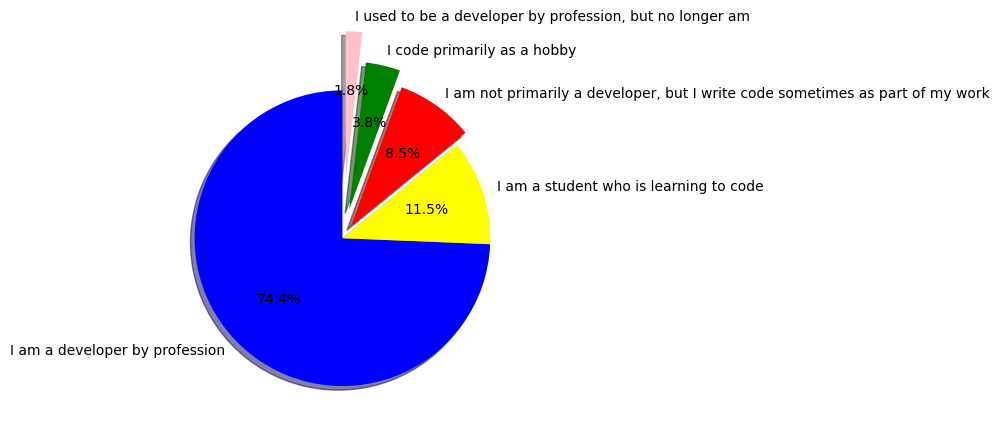 I used to be a developer by profession, but no longer am
I code primarily as a hobby
1.8%
I am not primarily a developer, but I write code sometimes as part of my work
3.8%
8.5%
I am a student who is learning to code
11.5%
74.4%
I am a developer by profession